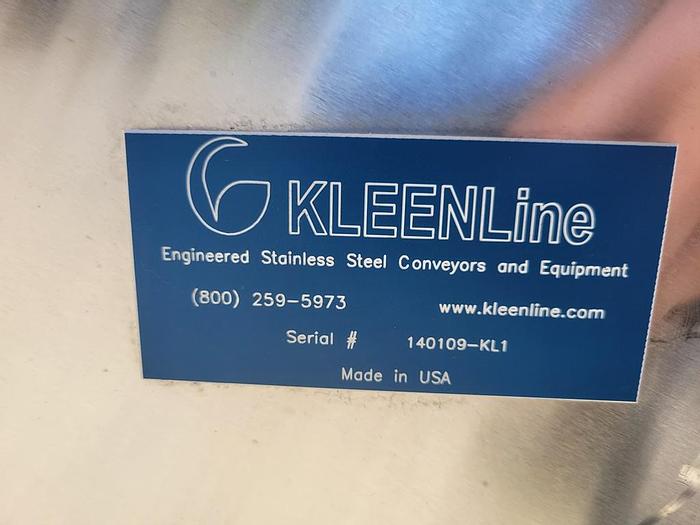 KLEENLine
Engineered Stainless Steel Conveyors and Equipment
(800) 259-5973 www.kleenline.com
Serial # 140109-KL1
Made in USA